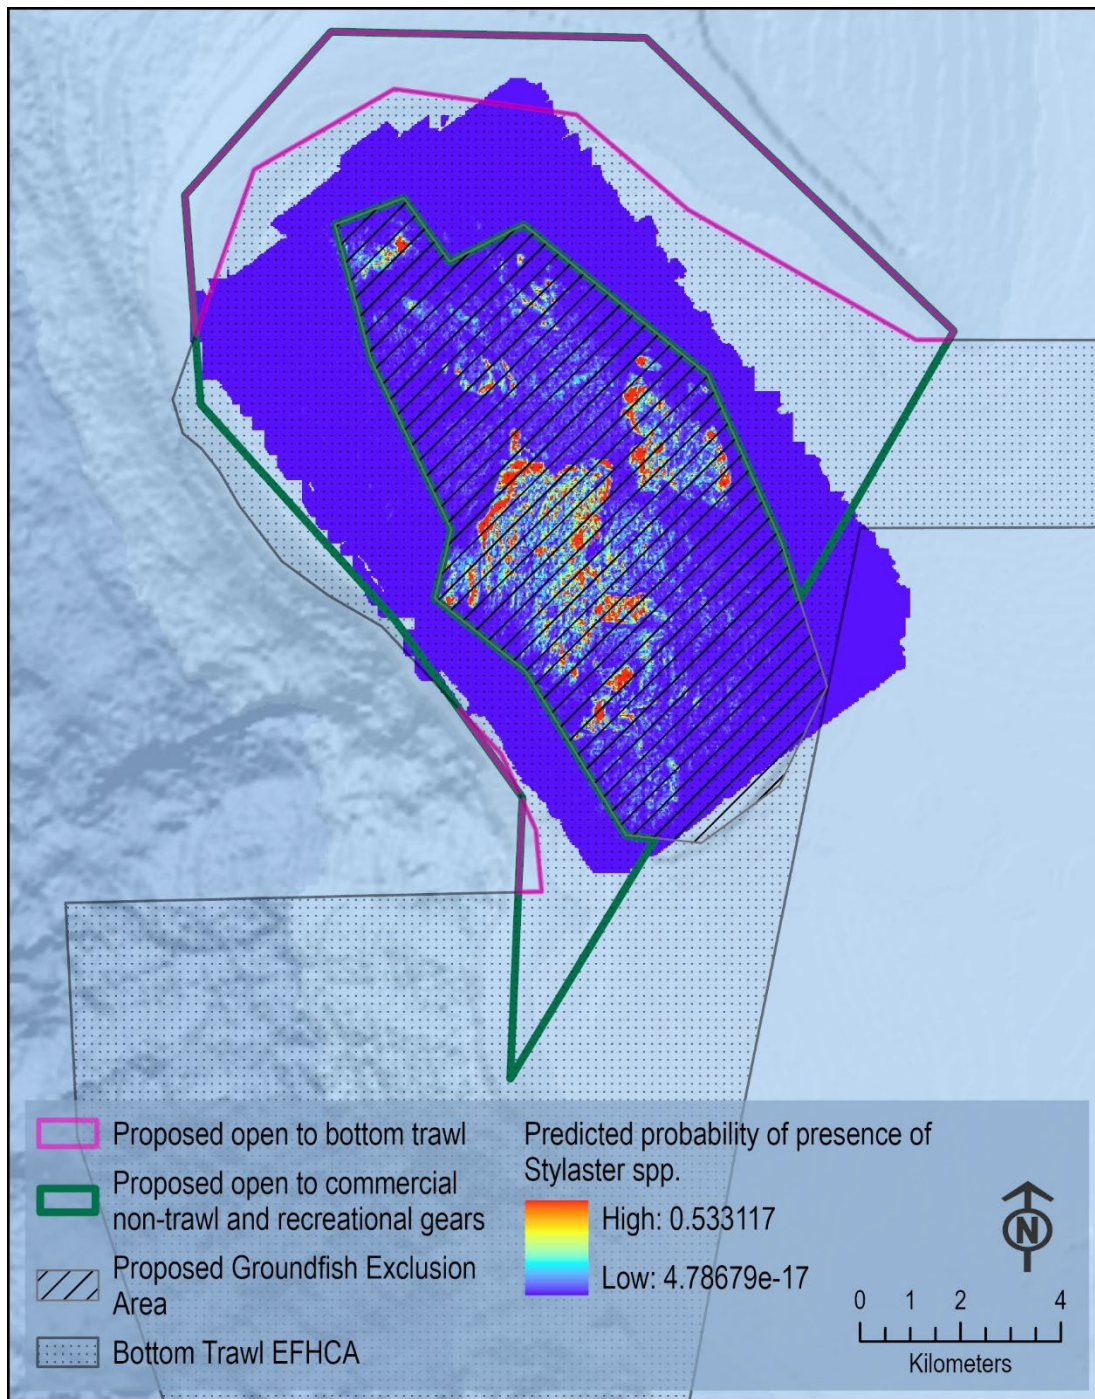 Proposed open to bottom trawl
Proposed open to commercial
non-trawl and recreational gears
Proposed Groundfish Exclusion
Area
Bottom Trawl EFHCA
Predicted probability of presence of
Stylaster spp.
High: 0.533117
Low: 4.78679e-17
N
0 1 2 4
Kilometers